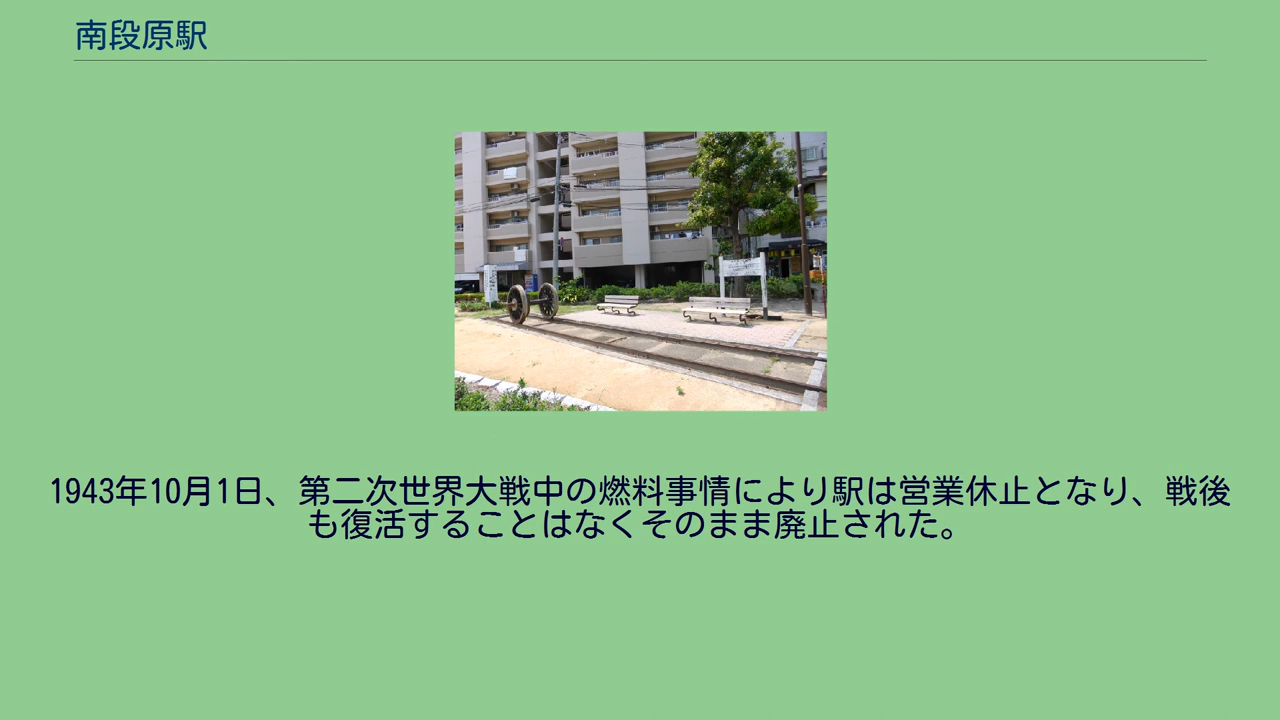 南段原駅
1943年10月1日、第二次世界大戦中の燃料事情により駅は営業休止となり、戦後
も復活することはなくそのまま廃止された。